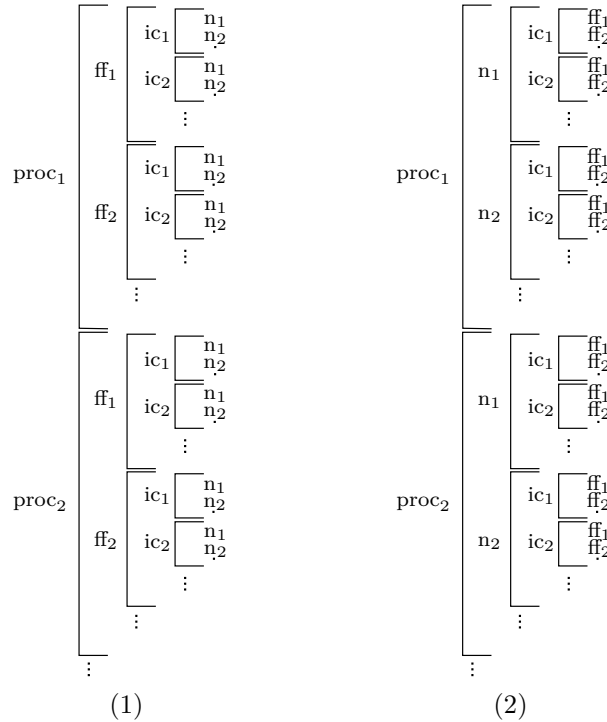 ic₁ n₁ ic₁ ff₁
n₂ ff₂
ff₁ ic₂ n₁ n₁ ic₂ ff₁
n₂ ff₂
⋮ ⋮
ic₁ n₁ ic₁ ff₁
proc₁ n₂ proc₁ ff₂
ff₂ ic₂ n₁ n₂ ic₂ ff₁
n₂ ff₂
⋮ ⋮
⋮ ⋮
ic₁ n₁ ic₁ ff₁
n₂ ff₂
ff₁ ic₂ n₁ n₁ ic₂ ff₁
n₂ ff₂
⋮ ⋮
ic₁ n₁ ic₁ ff₁
proc₂ n₂ proc₂ ff₂
ff₂ ic₂ n₁ n₂ ic₂ ff₁
n₂ ff₂
⋮ ⋮
⋮ ⋮
⋮ ⋮
(1) (2)